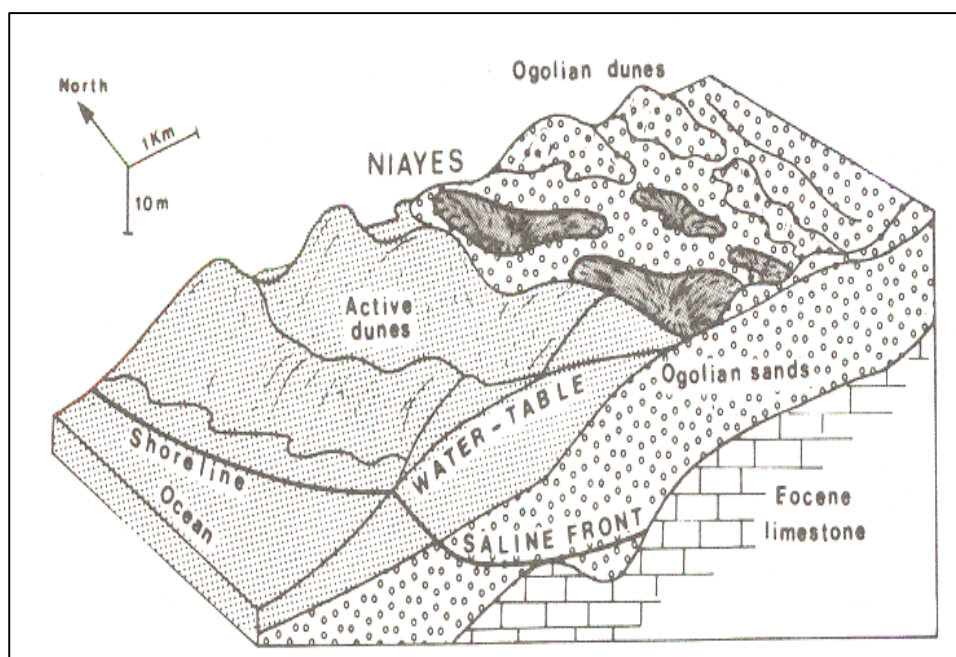 Ogolian dunes
North
1Km
10m
NIAYES
Active
dunes
Ogolian sands
WATER-TABLE
Shoreline
Ocean
SALINE FRONT
Eocene
limestone